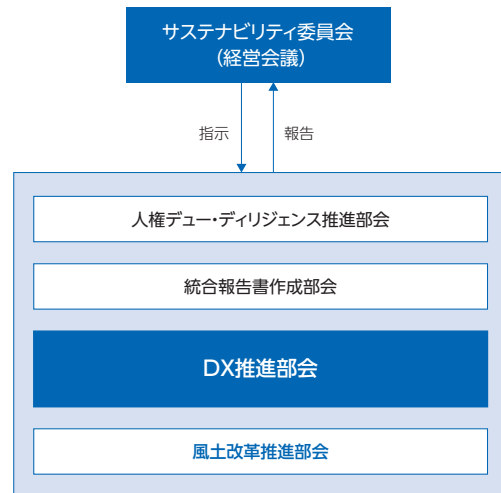 サステナビリティ委員会
(経営会議)
指示
報告
人権デュー・ディリジェンス推進部会
統合報告書作成部会
DX推進部会
風土改革推進部会